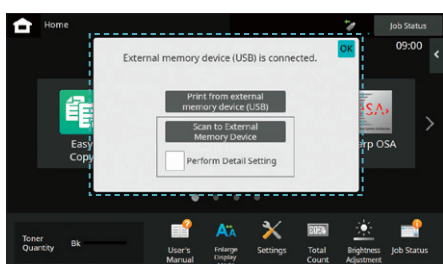 Home
Job Status
09:00
External memory device (USB) is connected.
OK
Print from external
memory device (USB)
Scan to External
Memory Device
Perform Detail Setting
Easy
Copy
rp OSA
Toner
Quantity
Bk
User's
Manual
Enlarge
Display
Mode
Settings
Total
Count
Brightness
Adjustment
Job Status